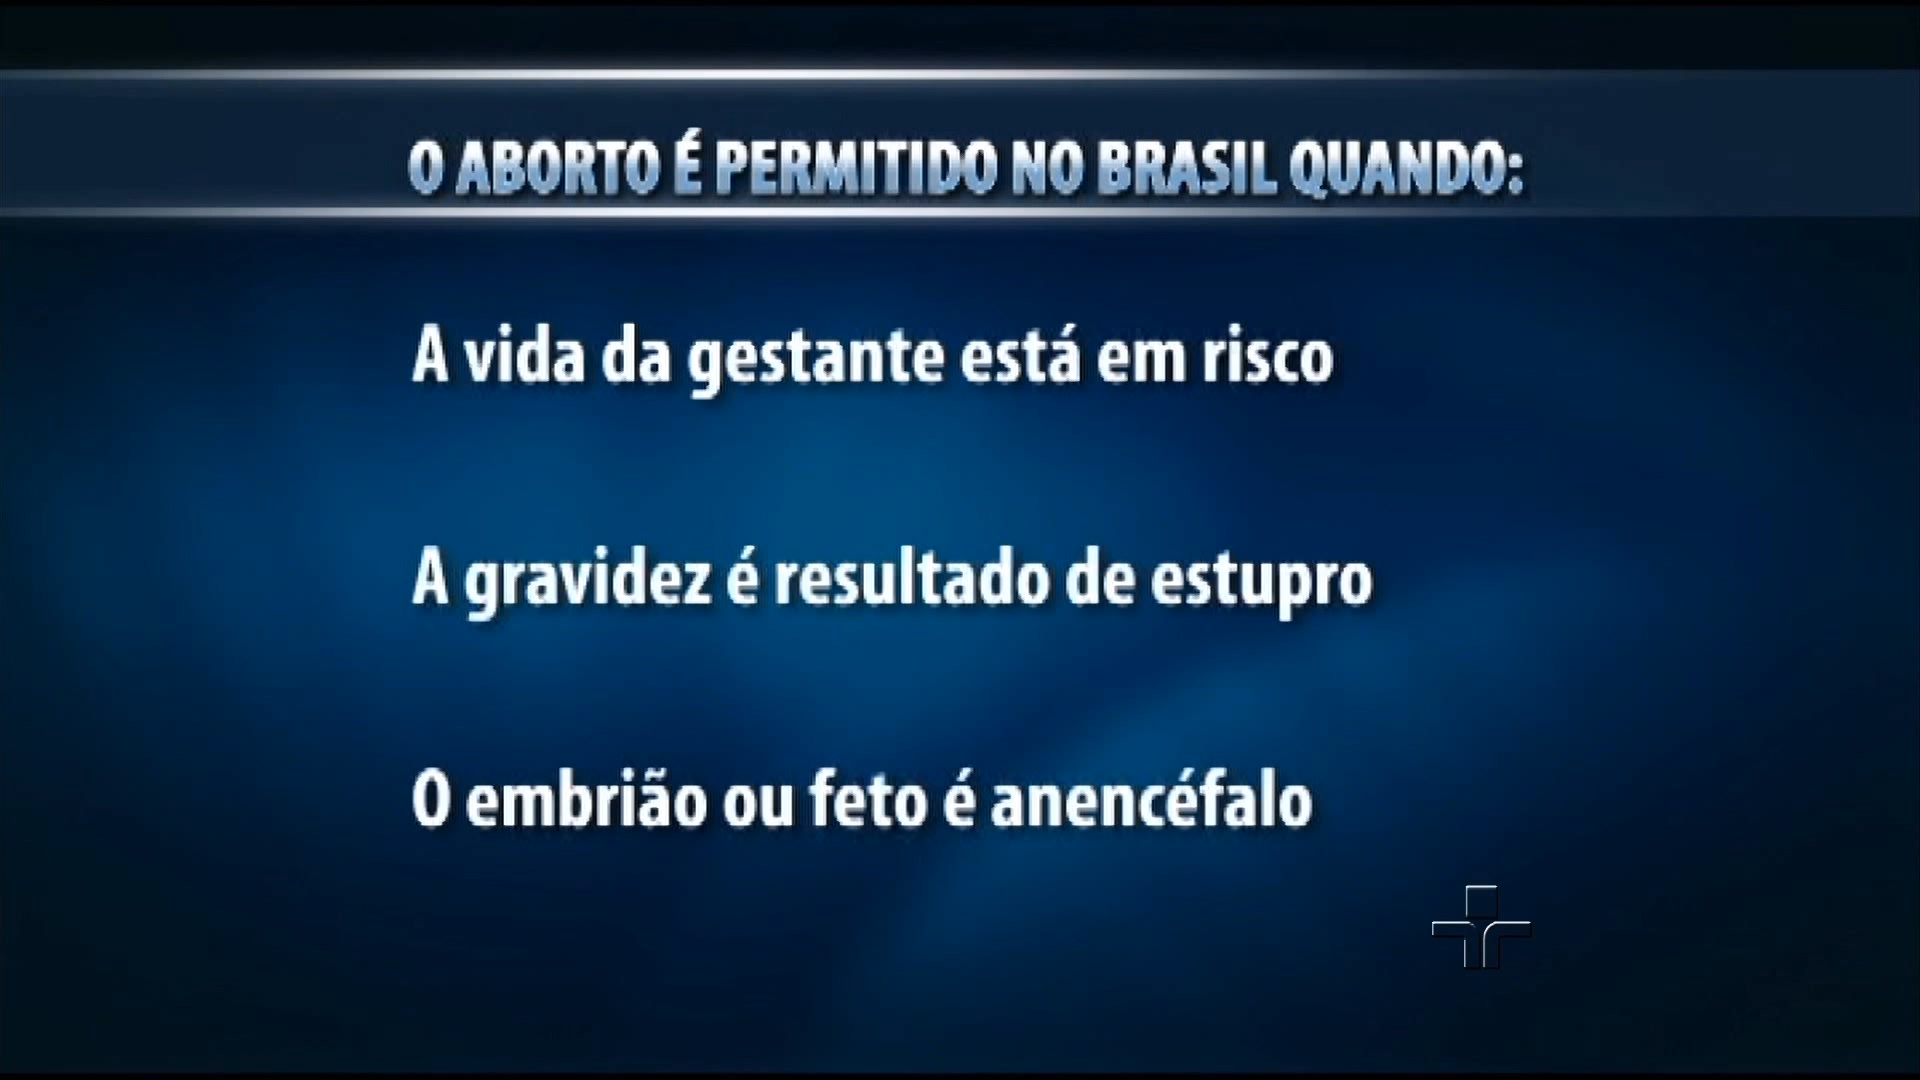 O ABORTO É PERMITIDO NO BRASIL QUANDO:
A vida da gestante está em risco
A gravidez é resultado de estupro
O embrião ou feto é anencéfalo